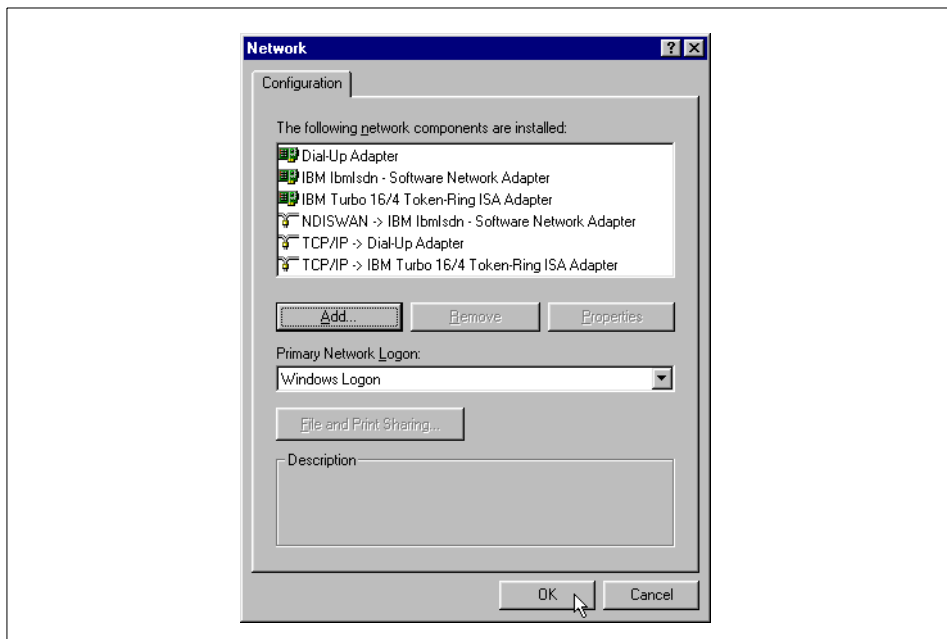 Network
Configuration
The following network components are installed:
Dial-Up Adapter
IBM IbmIsdn - Software Network Adapter
IBM Turbo 16/4 Token-Ring ISA Adapter
NDISWAN -> IBM IbmIsdn - Software Network Adapter
TCP/IP -> Dial-Up Adapter
TCP/IP -> IBM Turbo 16/4 Token-Ring ISA Adapter
Add... Remove Properties
Primary Network Logon:
Windows Logon
File and Print Sharing...
Description
OK Cancel